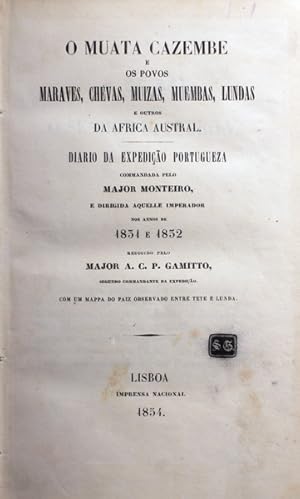 O MUATA CAZEMBE
E
OS POVOS
MARAVES, CHEVAS, MUIZAS, MUEMBAS, LUNDAS
E OUTROS
DA AFRICA AUSTRAL.
DIARIO DA EXPEDIÇÃO PORTUGUEZA
COMMANDADA PELO
MAJOR MONTEIRO,
E DIRIGIDA AQUELLE IMPERADOR
NOS ANNOS DE
1831 E 1832
REDIGIDO PELO
MAJOR A. C. P. GAMITTO,
SEGUNDO COMMANDANTE DA EXPEDIÇÃO.
COM UM MAPPA DO PAIZ OBSERVADO ENTRE TETE E LUNDA.
LISBOA
IMPRENSA NACIONAL
1854.